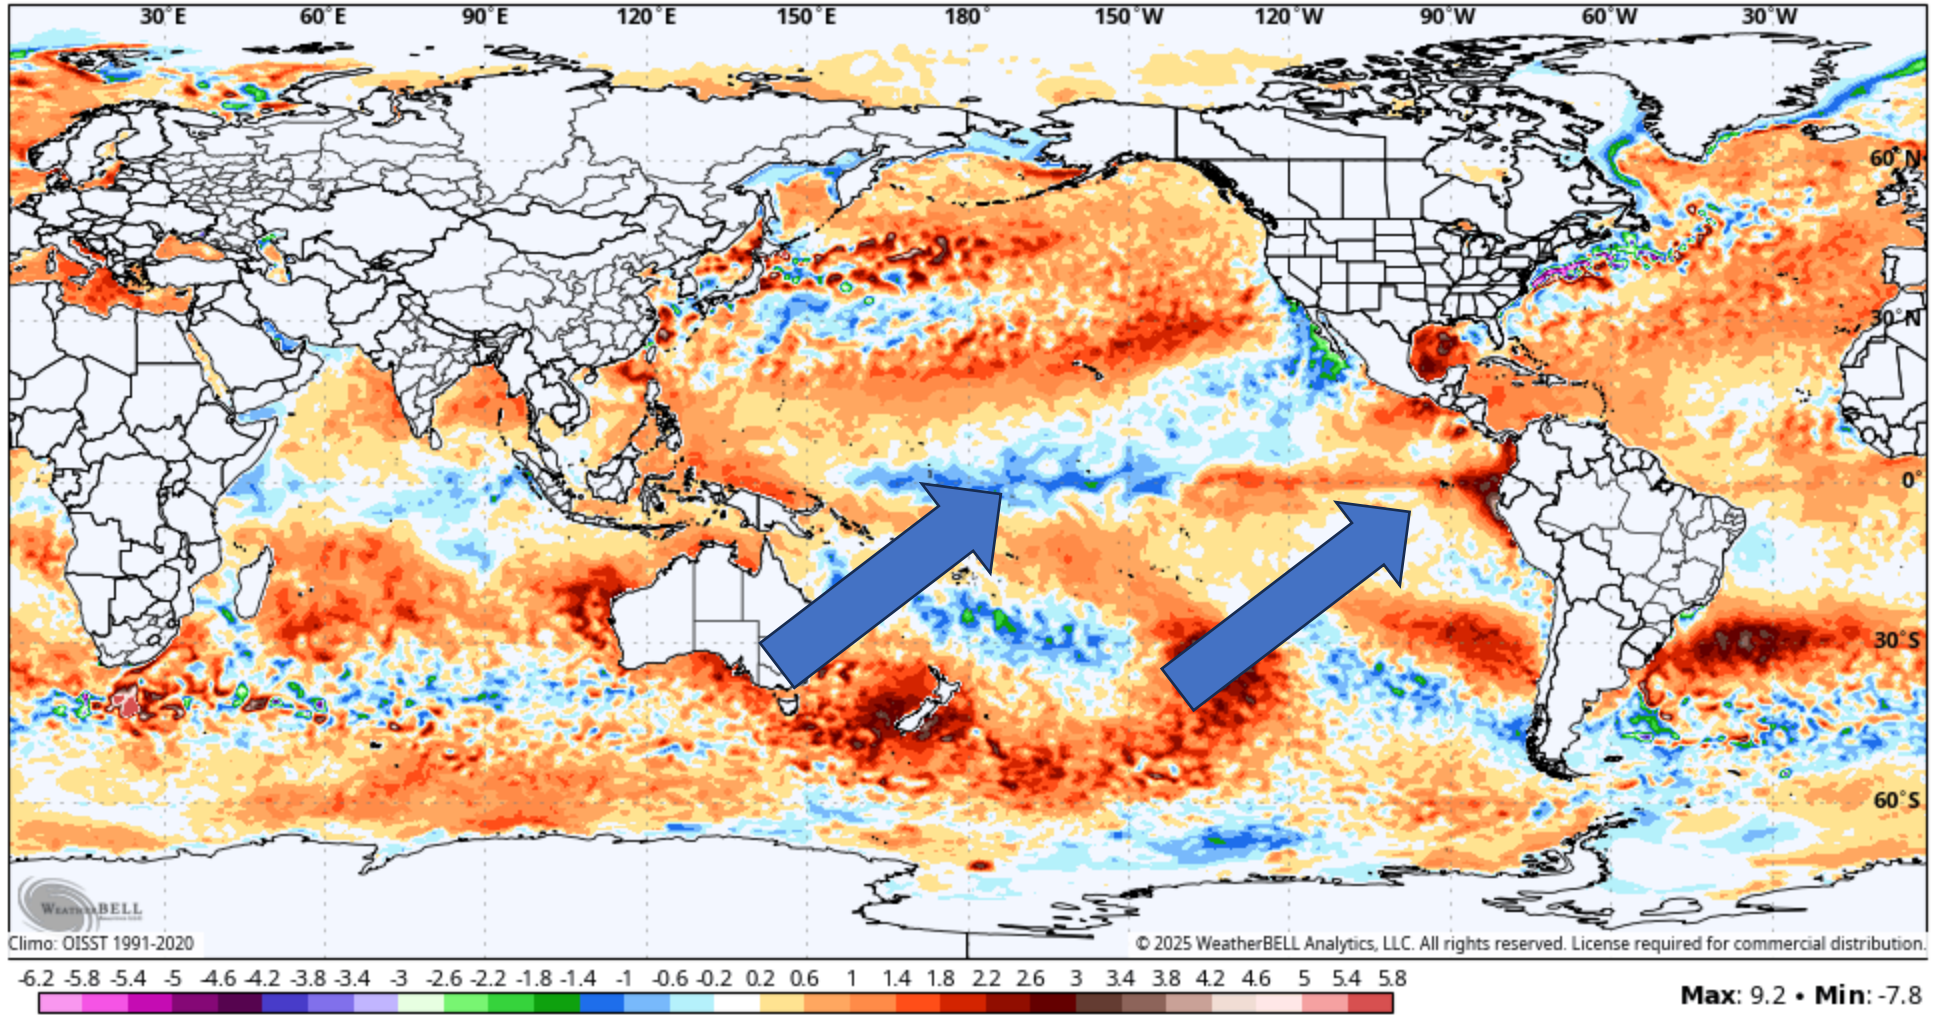 30°E 60°E 90°E 120°E 150°E 180° 150°W 120°W 90°W 60°W 30°W
60°N
30°N
0°
30°S
60°S
WEATHERBELL
Climo: OISST 1991-2020
© 2025 WeatherBELL Analytics, LLC. All rights reserved. License required for commercial distribution.
-6.2 -5.8 -5.4 -5 -4.6 -4.2 -3.8 -3.4 -3 -2.6 -2.2 -1.8 -1.4 -1 -0.6 -0.2 0.2 0.6 1 1.4 1.8 2.2 2.6 3 3.4 3.8 4.2 4.6 5 5.4 5.8
Max: 9.2 • Min: -7.8